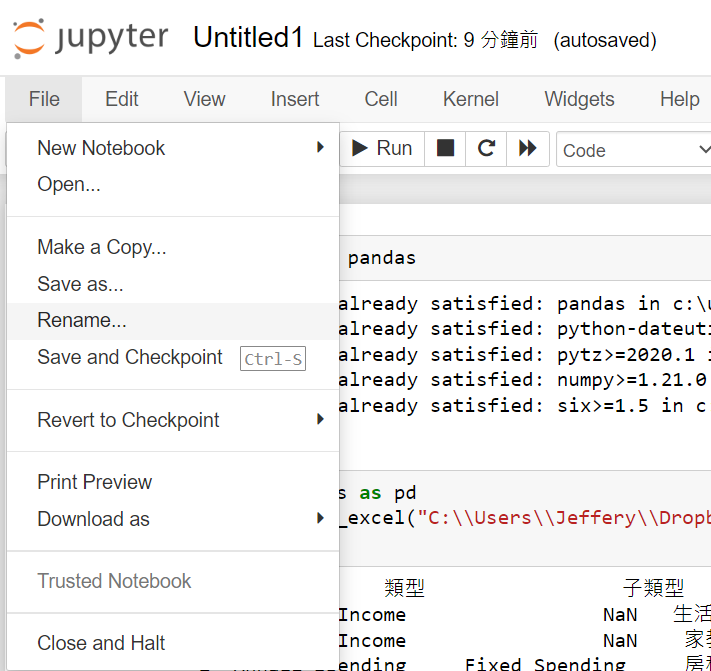 jupyter Untitled1 Last Checkpoint: 9 分鐘前 (autosaved)
File Edit View Insert Cell Kernel Widgets Help
New Notebook
Open...
Make a Copy...
Save as...
Rename...
Save and Checkpoint Ctrl-S
Revert to Checkpoint
Print Preview
Download as
Trusted Notebook
Close and Halt
Run Code
pandas
already satisfied: pandas in c:\u
already satisfied: python-dateuti
already satisfied: pytz>=2020.1 i
already satisfied: numpy>=1.21.0
already satisfied: six>=1.5 in c
s as pd
_excel("C:\\Users\\Jeffery\\Dropb
類型 子類型
Income NaN 生活
Income NaN 家教
Fixed Spending 房租